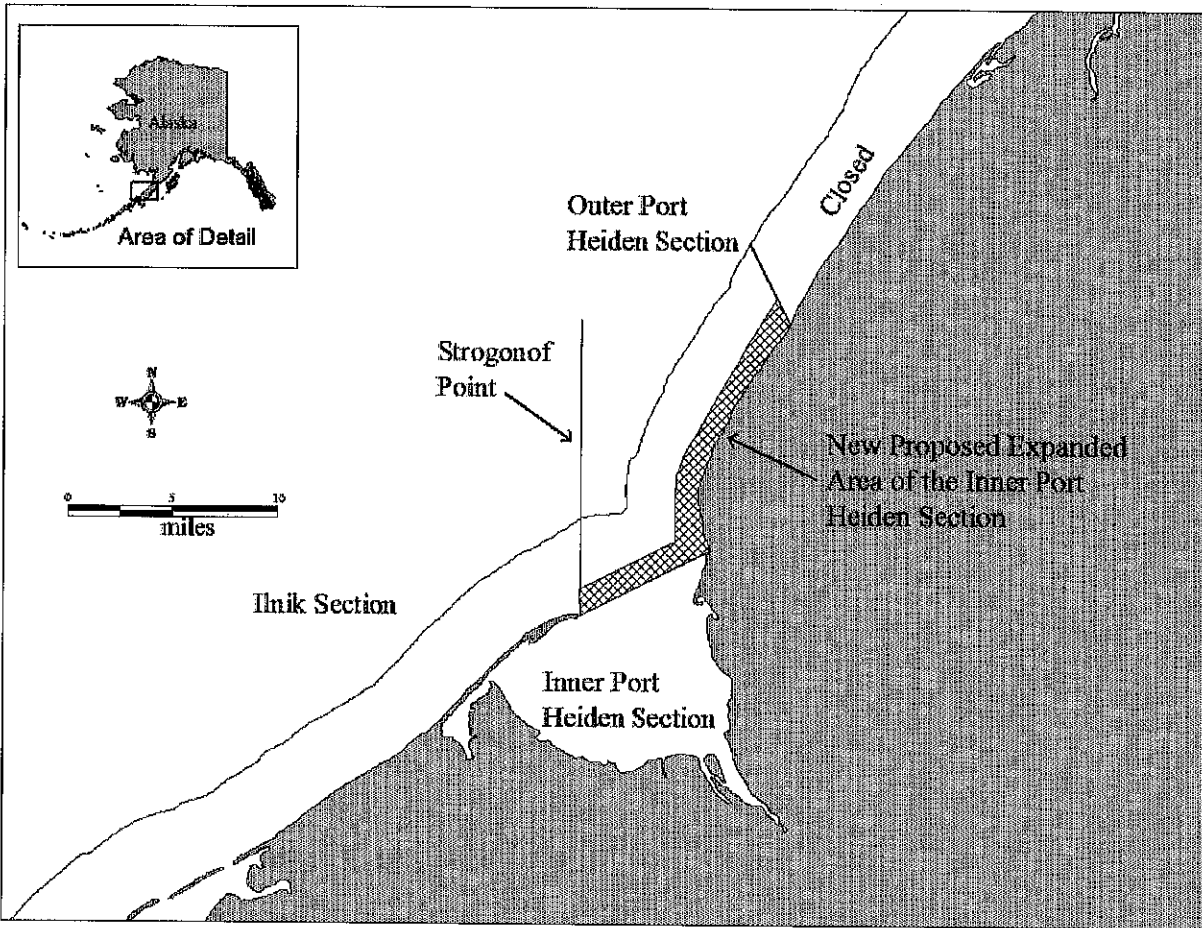 Alaska
Area of Detail
Closed
Outer Port
Heiden Section
Strogonof
Point
N
W E
S
New Proposed Expanded
Area of the Inner Port
Heiden Section
0 5 10
miles
Ilnik Section
Inner Port
Heiden Section